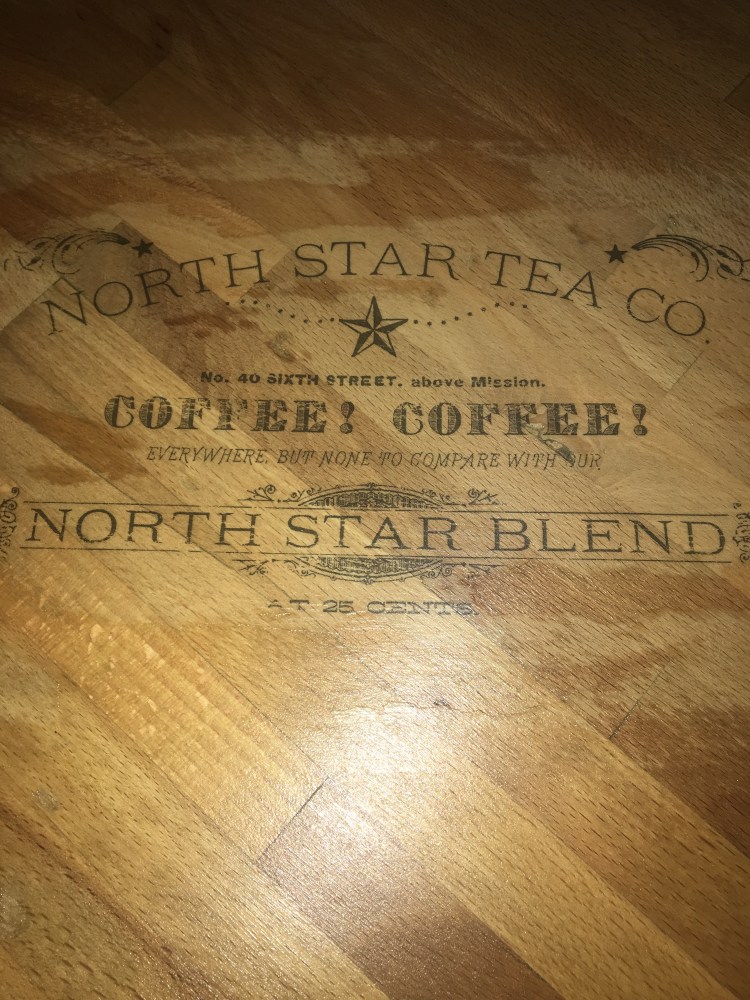 NORTH STAR TEA CO.
No. 40 SIXTH STREET, above Mission.
COFFEE! COFFEE!
EVERYWHERE, BUT NONE TO COMPARE WITH OUR
NORTH STAR BLEND
AT 25 CENTS.